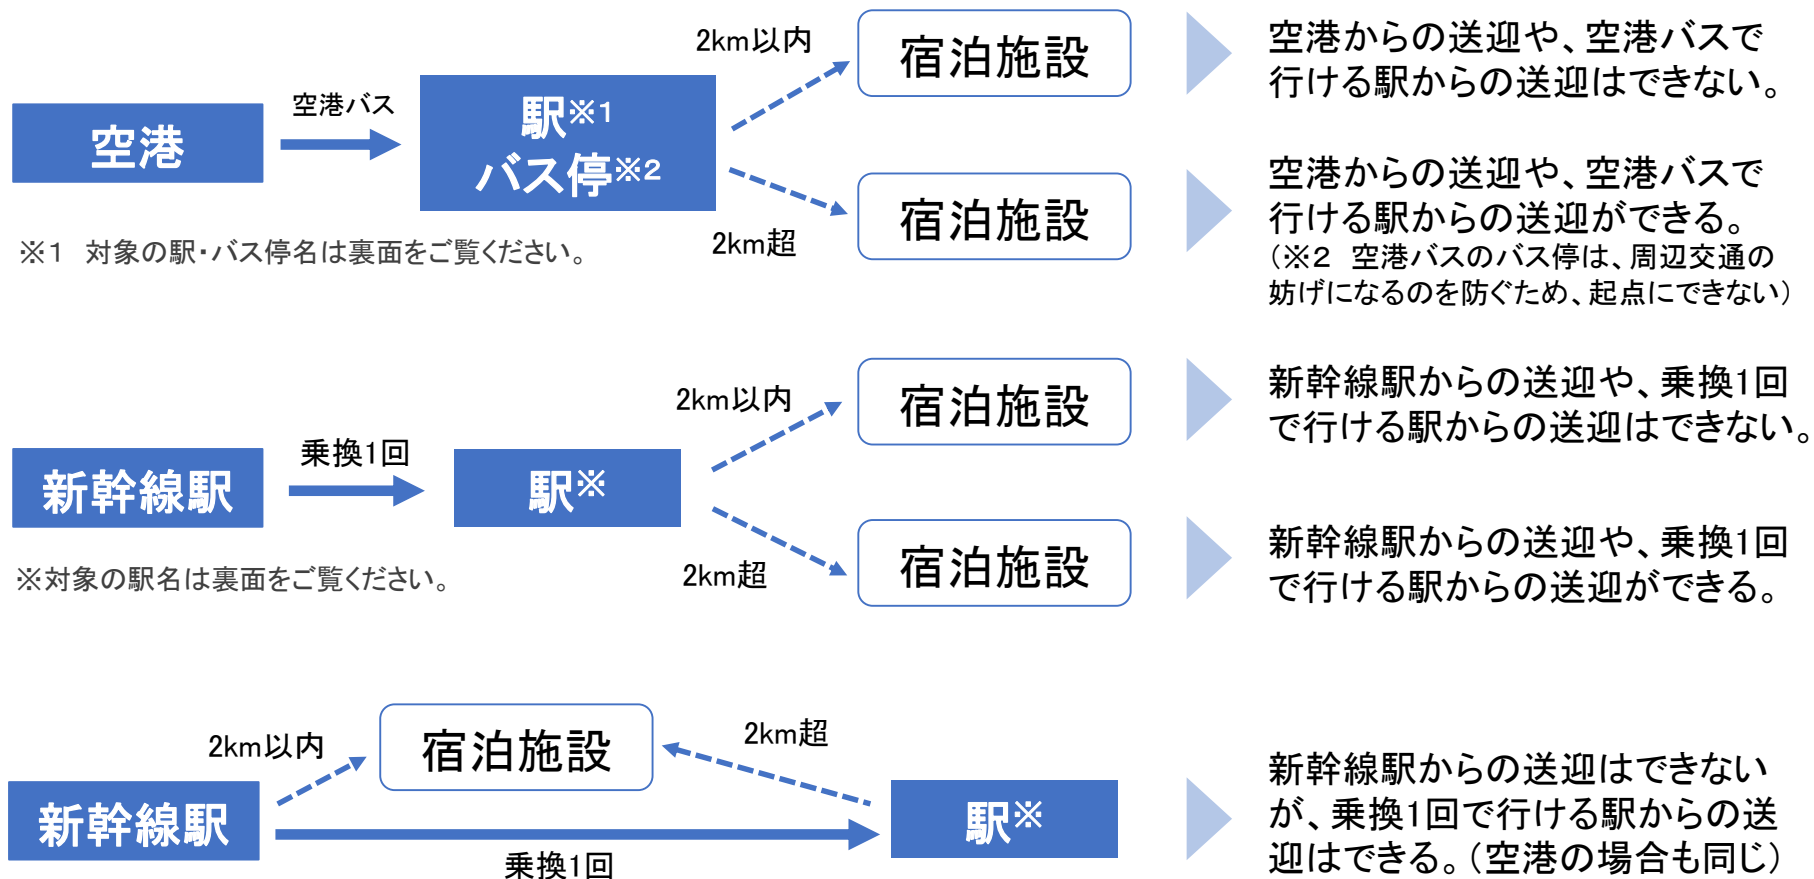 空港
空港バス
駅※1
バス停※2
2km以内
宿泊施設
空港からの送迎や、空港バスで
行ける駅からの送迎はできない。
2km超
宿泊施設
空港からの送迎や、空港バスで
行ける駅からの送迎ができる。
(※2 空港バスのバス停は、周辺交通の
妨げになるのを防ぐため、起点にできない)
※1 対象の駅・バス停名は裏面をご覧ください。
新幹線駅
乗換1回
駅※
2km以内
宿泊施設
新幹線駅からの送迎や、乗換1回
で行ける駅からの送迎はできない。
2km超
宿泊施設
新幹線駅からの送迎や、乗換1回
で行ける駅からの送迎ができる。
※対象の駅名は裏面をご覧ください。
新幹線駅
2km以内
宿泊施設
2km超
駅※
乗換1回
新幹線駅からの送迎はできない
が、乗換1回で行ける駅からの送
迎はできる。(空港の場合も同じ)